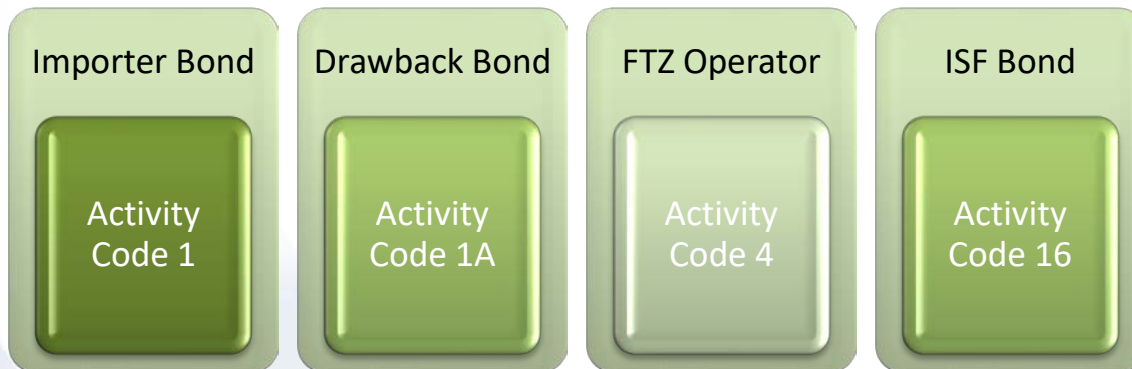 Importer Bond
Activity
Code 1
Drawback Bond
Activity
Code 1A
FTZ Operator
Activity
Code 4
ISF Bond
Activity
Code 16